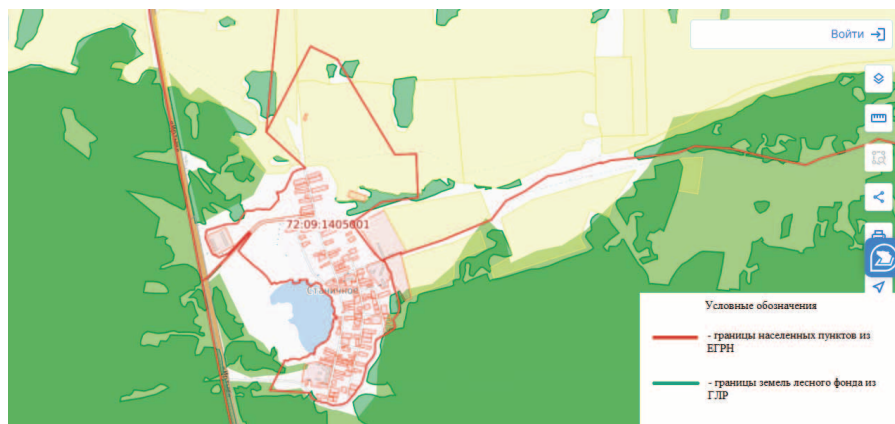 Войти
72:09:1405001
Условные обозначения
- границы населенных пунктов из
ЕГРН
- границы земель лесного фонда из
ГЛР